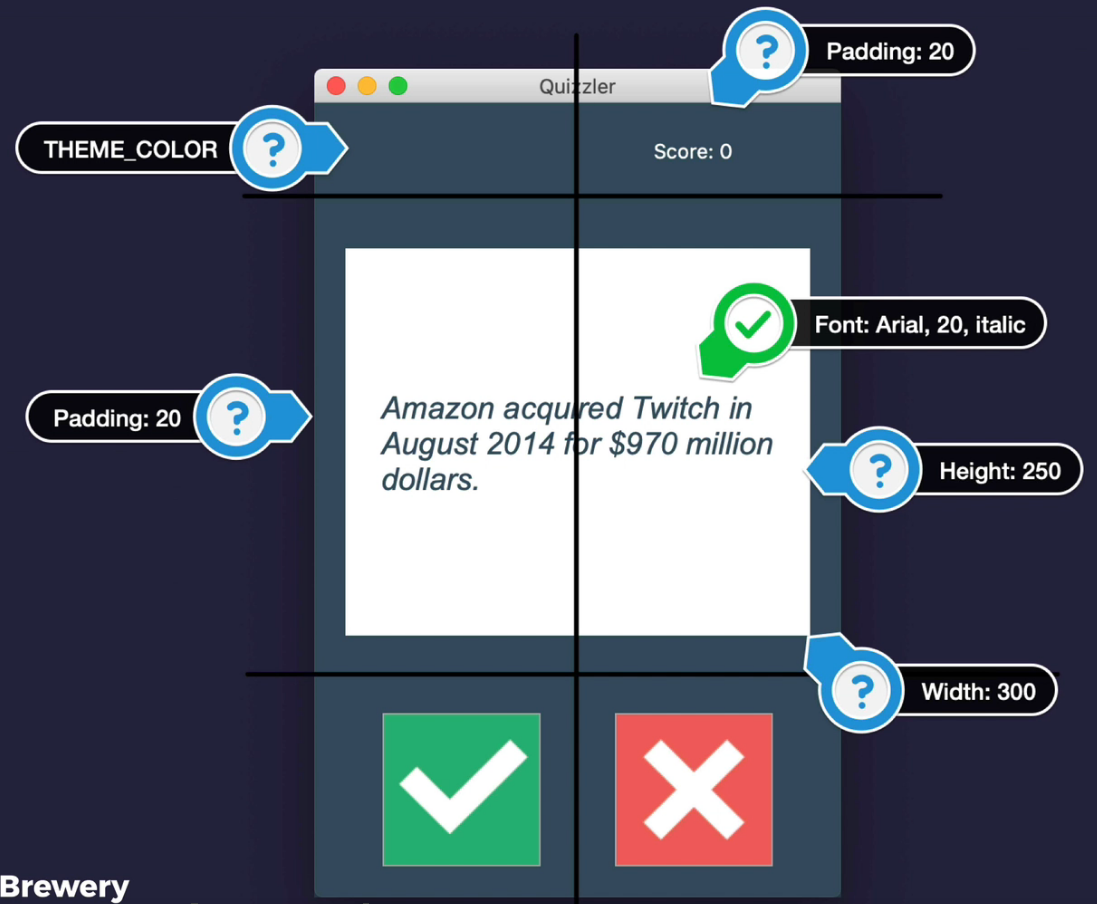 Padding: 20
Quizzler
THEME_COLOR
Score: 0
Font: Arial, 20, italic
Amazon acquired Twitch in
August 2014 for $970 million
dollars.
Padding: 20
Height: 250
Width: 300
Brewery